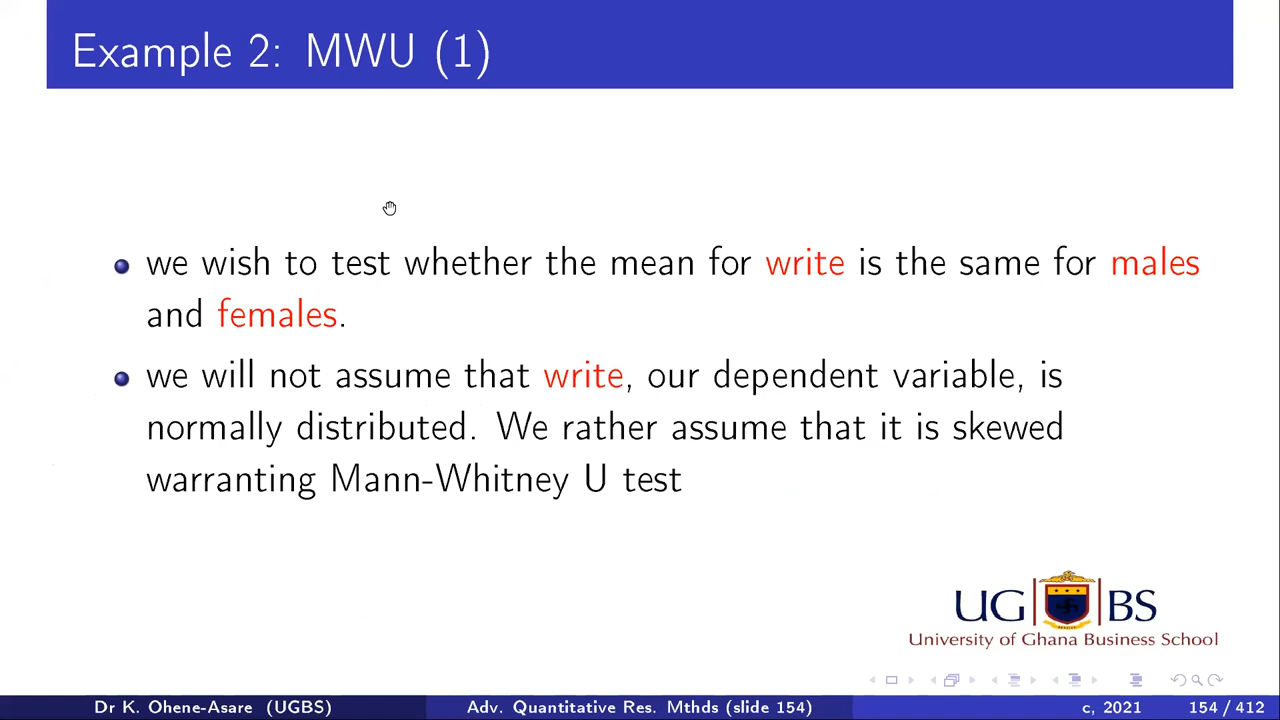 Example 2: MWU (1)
we wish to test whether the mean for write is the same for males
and females.
we will not assume that write, our dependent variable, is
normally distributed. We rather assume that it is skewed
warranting Mann-Whitney U test
UG BS
University of Ghana Business School
Dr K. Ohene-Asare (UGBS) Adv. Quantitative Res. Mthds (slide 154) c, 2021 154 / 412